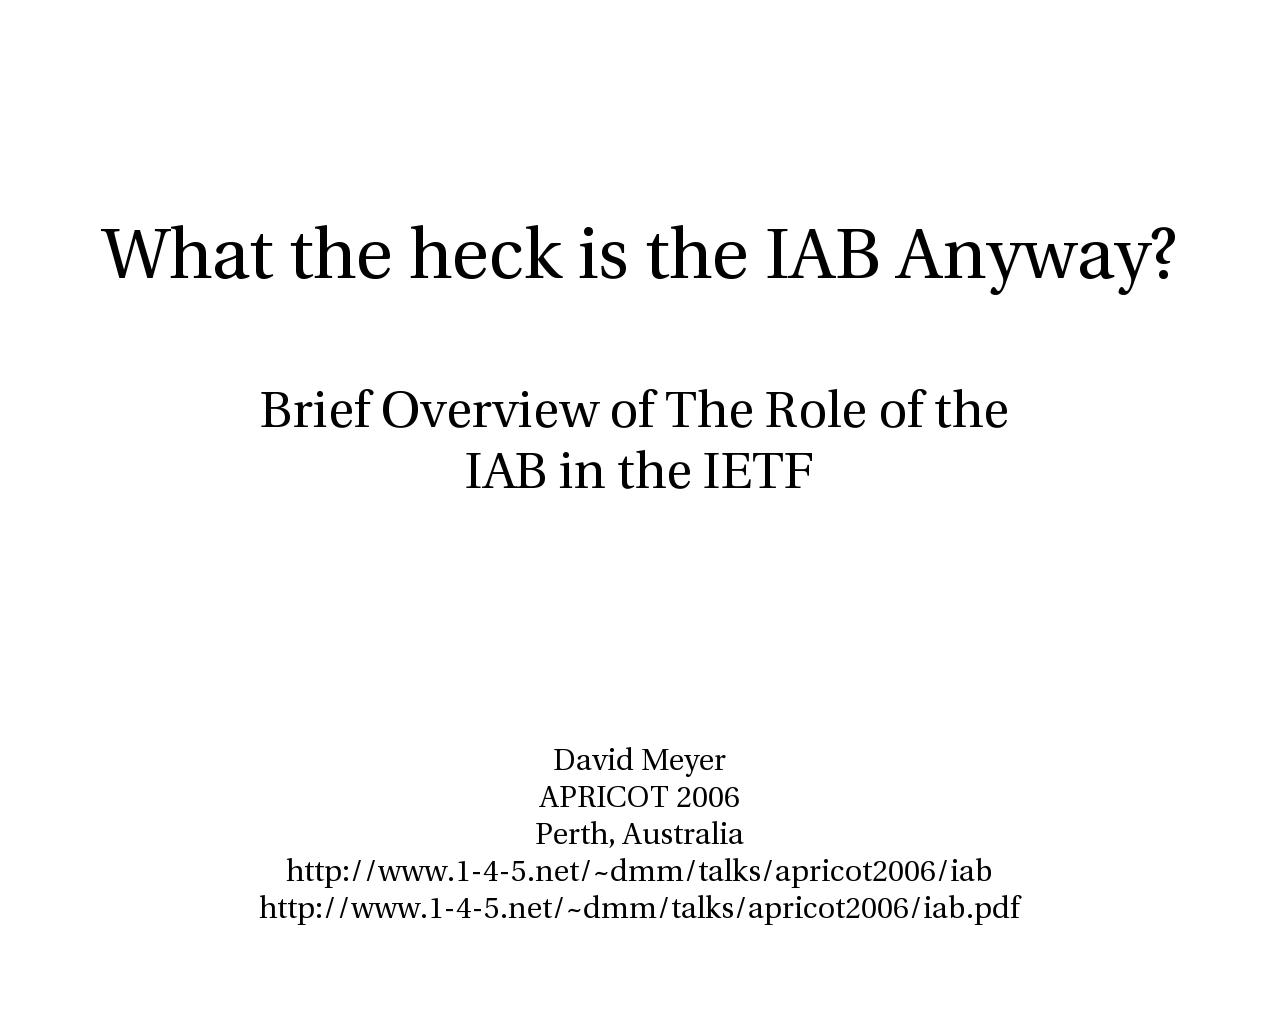 What the heck is the IAB Anyway?
Brief Overview of The Role of the
IAB in the IETF
David Meyer
APRICOT 2006
Perth, Australia
http://www.1-4-5.net/~dmm/talks/apricot2006/iab
http://www.1-4-5.net/~dmm/talks/apricot2006/iab.pdf